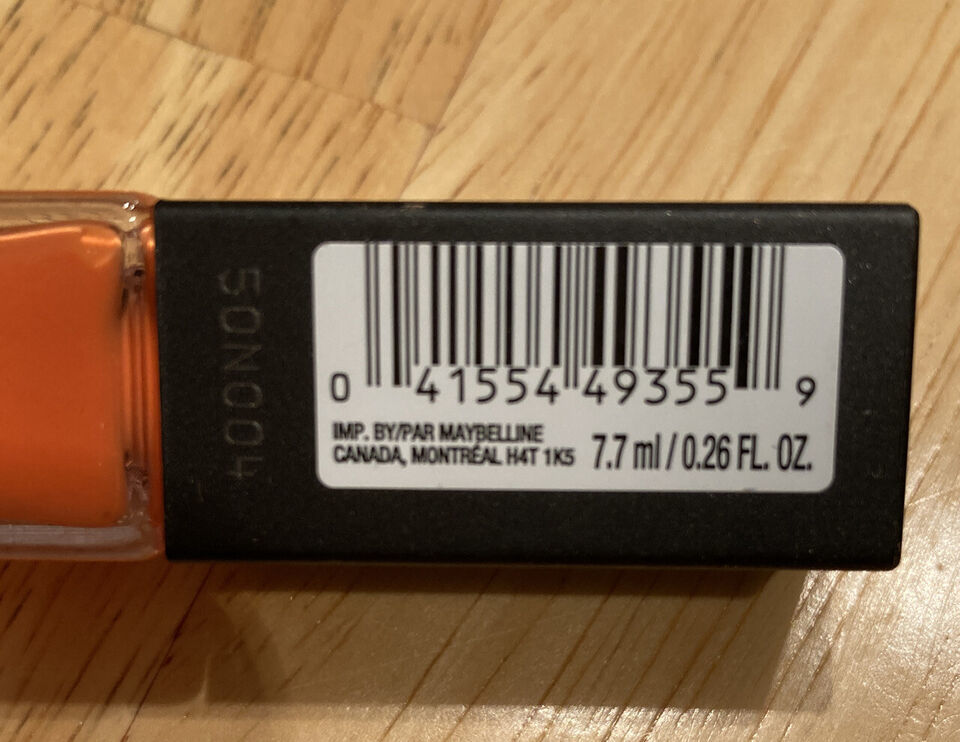 50N004
0 41554 49355 9
IMP. BY/PAR MAYBELLINE
CANADA, MONTRÉAL H4T 1K5
7.7 ml / 0.26 FL. OZ.